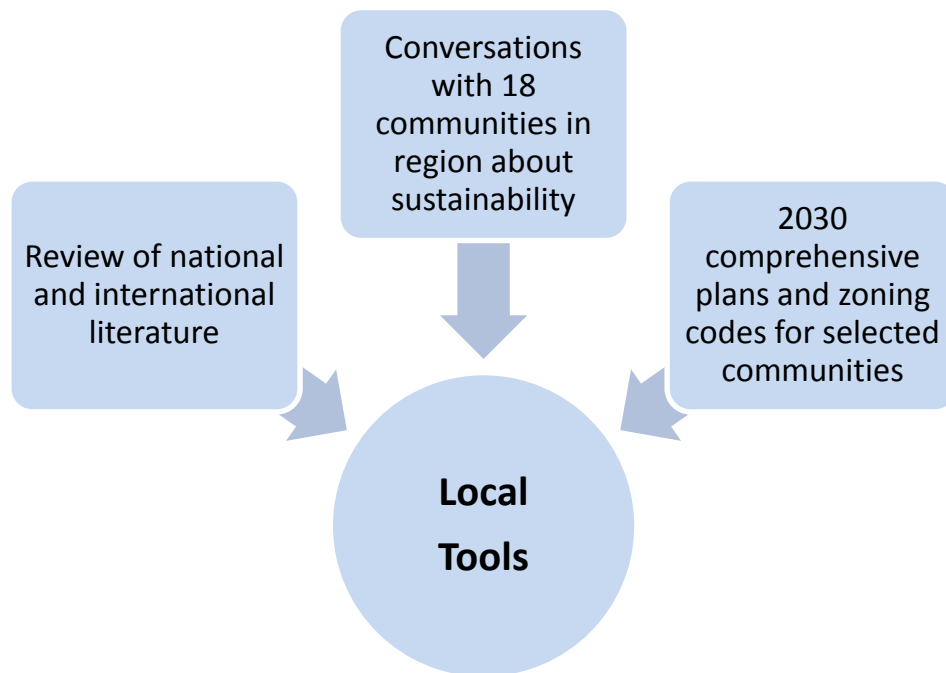 Conversations
with 18
communities in
region about
sustainability
Review of national
and international
literature
2030
comprehensive
plans and zoning
codes for selected
communities
Local
Tools